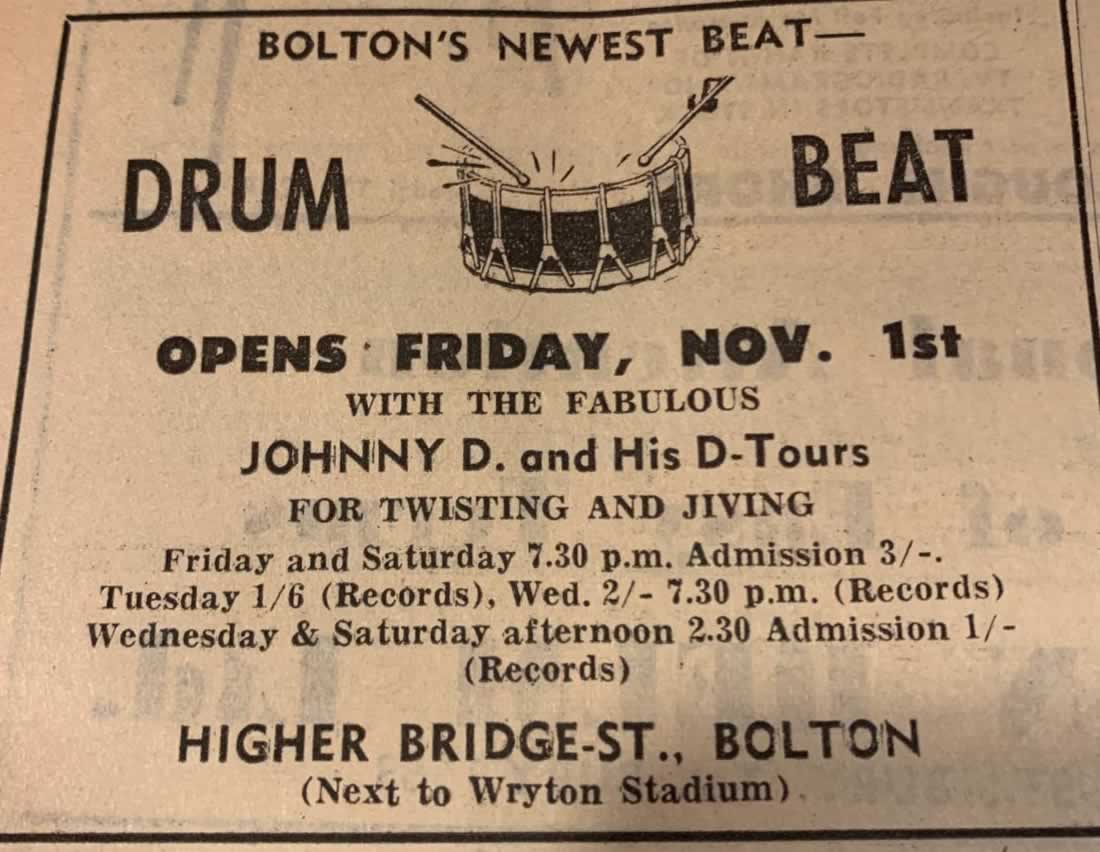 BOLTON'S NEWEST BEAT—
DRUM BEAT
OPENS FRIDAY, NOV. 1st
WITH THE FABULOUS
JOHNNY D. and His D-Tours
FOR TWISTING AND JIVING
Friday and Saturday 7.30 p.m. Admission 3/-.
Tuesday 1/6 (Records), Wed. 2/- 7.30 p.m. (Records)
Wednesday & Saturday afternoon 2.30 Admission 1/-
(Records)
HIGHER BRIDGE-ST., BOLTON
(Next to Wryton Stadium)